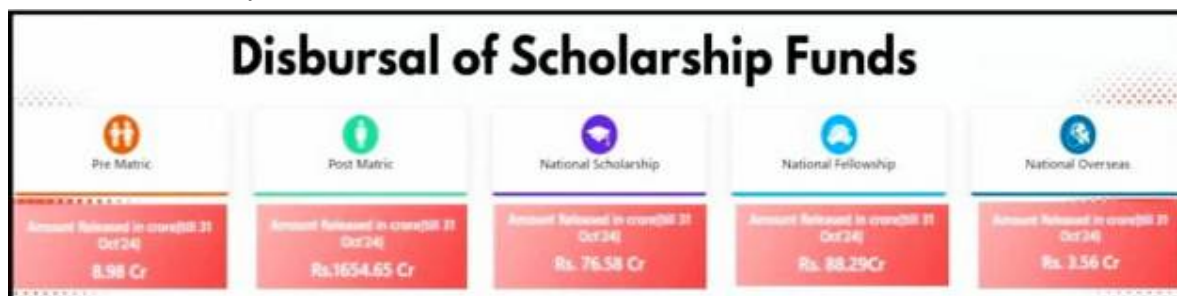 Disbursal of Scholarship Funds
Pre Matric
Post Matric
National Scholarship
National Fellowship
National Overseas
Amount Released in crore(till 31
Oct'24)
8.98 Cr
Amount Released in crore(till 31
Oct'24)
Rs.1654.65 Cr
Amount Released in crore(till 31
Oct'24)
Rs. 76.58 Cr
Amount Released in crore(till 31
Oct'24)
Rs. 88.29Cr
Amount Released in crore(till 31
Oct'24)
Rs. 3.56 Cr